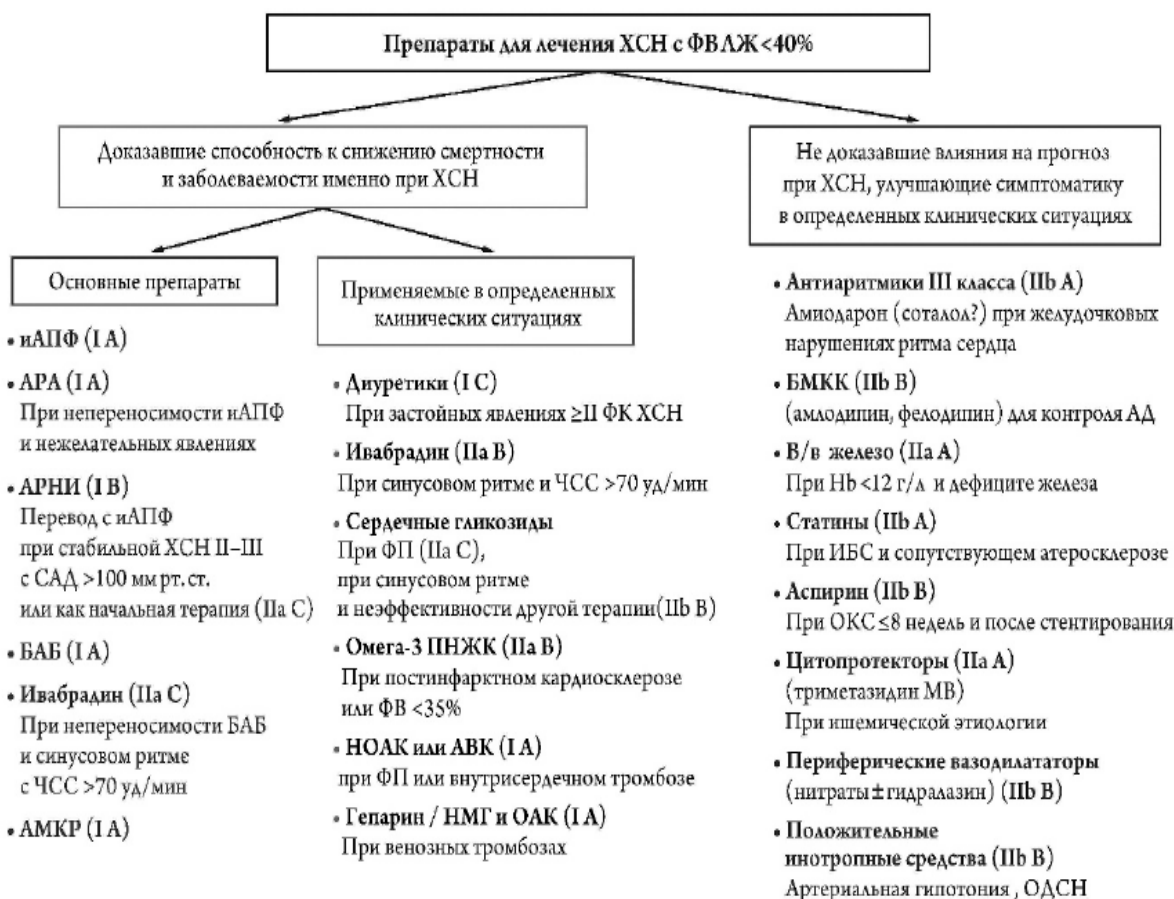 Препараты для лечения ХСН с ФВ ЛЖ <40%
Доказавшие способность к снижению смертности
и заболеваемости именно при ХСН
Не доказавшие влияния на прогноз
при ХСН, улучшающие симптоматику
в определенных клинических ситуациях
Основные препараты
• иАПФ (I A)
• АРА (I A)
При непереносимости иАПФ
и нежелательных явлениях
• АРНИ (I B)
Перевод с иАПФ
при стабильной ХСН II–III
с САД >100 мм рт. ст.
или как начальная терапия (IIa C)
• БАБ (I A)
• Ивабрадин (IIa C)
При непереносимости БАБ
и синусовом ритме
с ЧСС >70 уд/мин
• АМКР (I A)
Применяемые в определенных
клинических ситуациях
• Диуретики (I C)
При застойных явлениях ≥II ФК ХСН
• Ивабрадин (IIa B)
При синусовом ритме и ЧСС >70 уд/мин
• Сердечные гликозиды
При ФП (IIa C),
при синусовом ритме
и неэффективности другой терапии(IIb B)
• Омега-3 ПНЖК (IIa B)
При постинфарктном кардиосклерозе
или ФВ <35%
• НОАК или АВК (I A)
при ФП или внутрисердечном тромбозе
• Гепарин / НМГ и ОАК (I A)
При венозных тромбозах
• Антиаритмики III класса (IIb A)
Амиодарон (соталол?) при желудочковых
нарушениях ритма сердца
• БМКК (IIb B)
(амлодипин, фелодипин) для контроля АД
• В/в железо (IIa A)
При Hb <12 г/л и дефиците железа
• Статины (IIb A)
При ИБС и сопутствующем атеросклерозе
• Аспирин (IIb B)
При ОКС ≤8 недель и после стентирования
• Цитопротекторы (IIa A)
(триметазидин МВ)
При ишемической этиологии
• Периферические вазодилататоры
(нитраты ± гидралазин) (IIb B)
• Положительные
инотропные средства (IIb B)
Артериальная гипотония , ОДСН